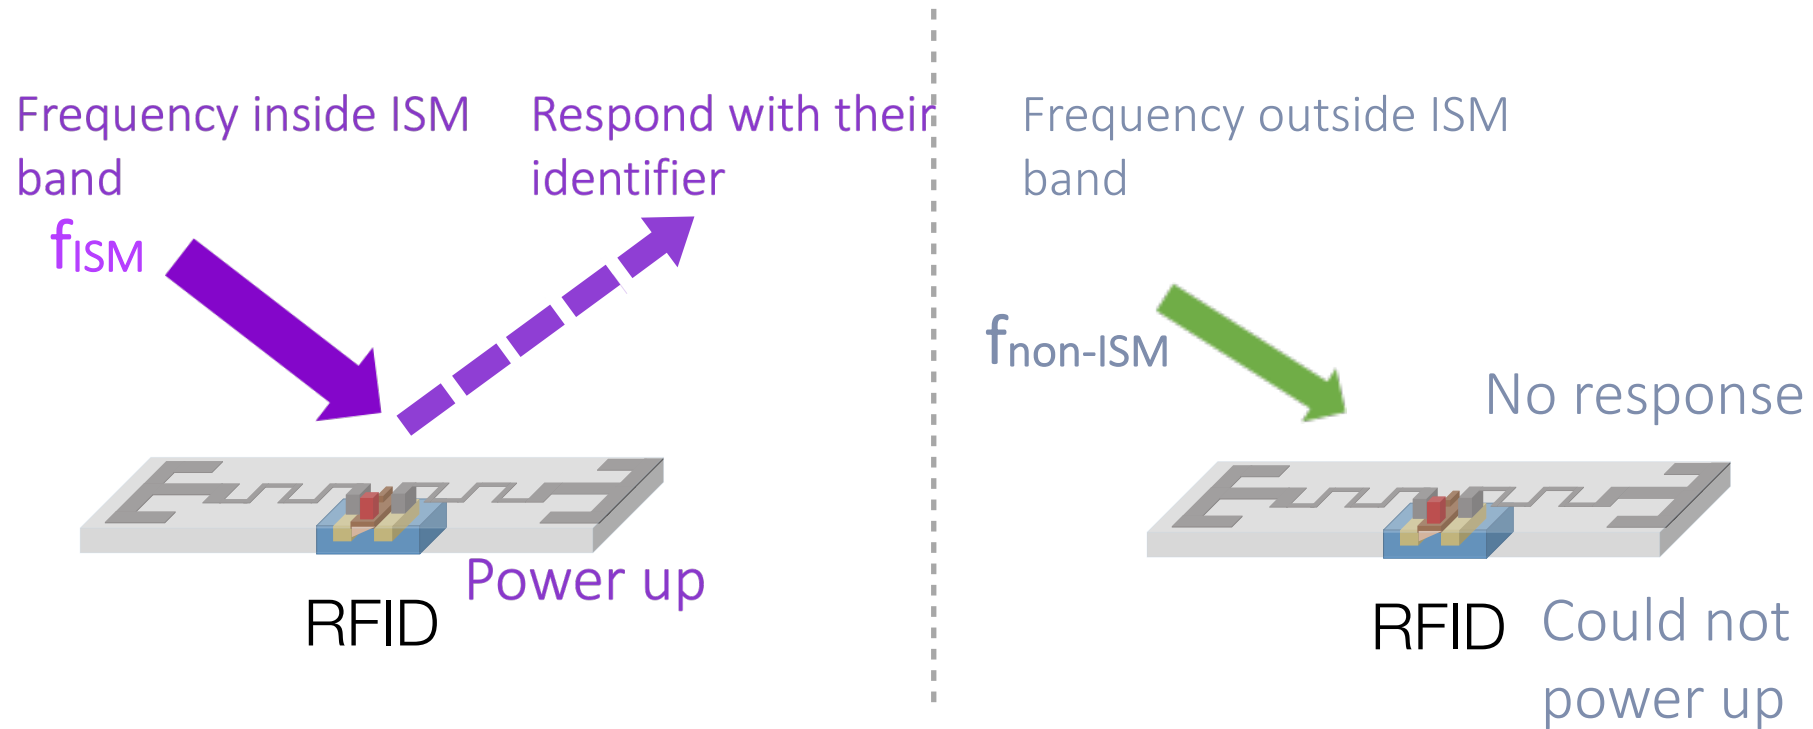 Frequency inside ISM
band
fISM
Respond with their
identifier
Power up
RFID
Frequency outside ISM
band
fnon-ISM
No response
RFID
Could not
power up